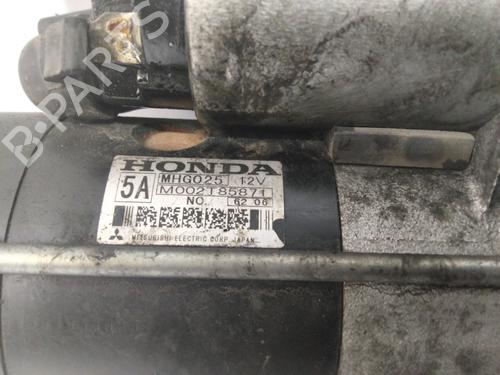 B-PARTS
HONDA
5A MHG025 12V
M002T85871
NO. 62 06
MITSUBISHI ELECTRIC CORP. JAPAN